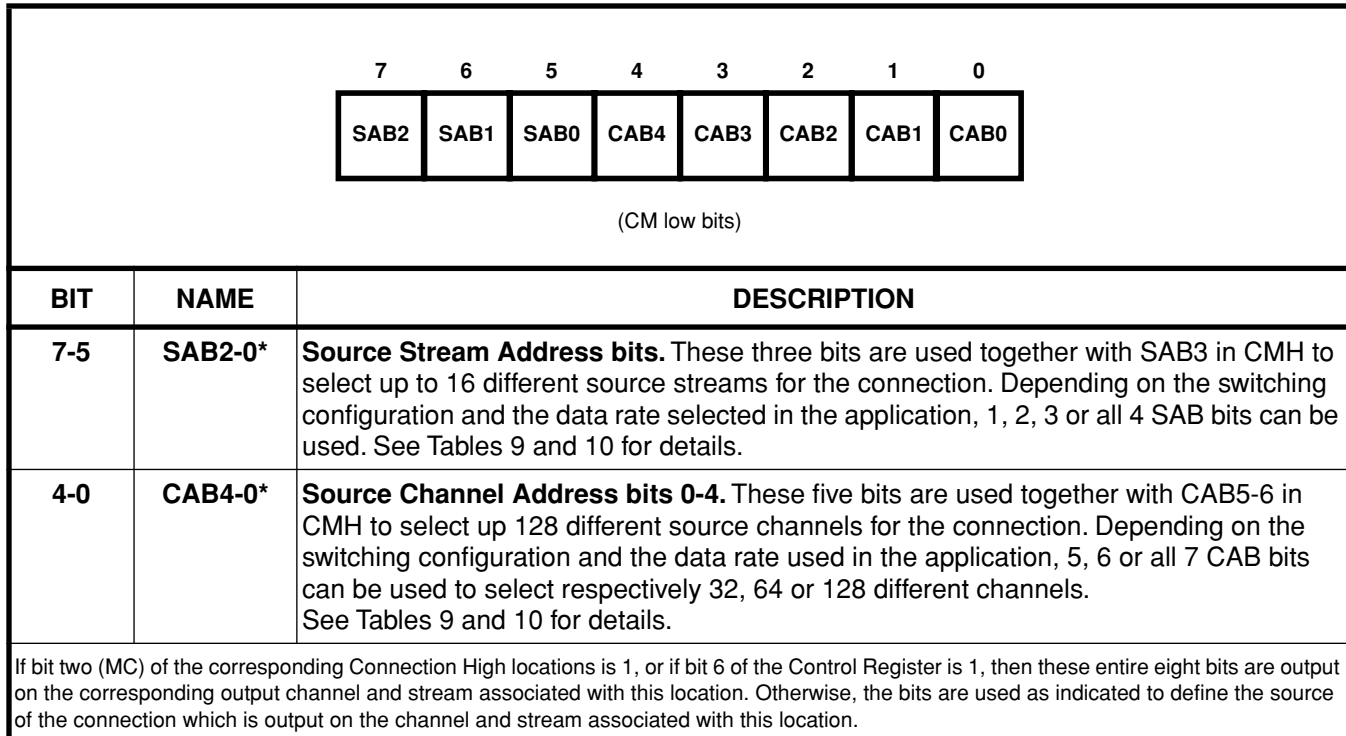 7 6 5 4 3 2 1 0
SAB2 SAB1 SAB0 CAB4 CAB3 CAB2 CAB1 CAB0
(CM low bits)
BIT NAME DESCRIPTION
7-5 SAB2-0* Source Stream Address bits. These three bits are used together with SAB3 in CMH to
select up to 16 different source streams for the connection. Depending on the switching
configuration and the data rate selected in the application, 1, 2, 3 or all 4 SAB bits can be
used. See Tables 9 and 10 for details.
4-0 CAB4-0* Source Channel Address bits 0-4. These five bits are used together with CAB5-6 in
CMH to select up 128 different source channels for the connection. Depending on the
switching configuration and the data rate used in the application, 5, 6 or all 7 CAB bits
can be used to select respectively 32, 64 or 128 different channels.
See Tables 9 and 10 for details.
If bit two (MC) of the corresponding Connection High locations is 1, or if bit 6 of the Control Register is 1, then these entire eight bits are output
on the corresponding output channel and stream associated with this location. Otherwise, the bits are used as indicated to define the source
of the connection which is output on the channel and stream associated with this location.